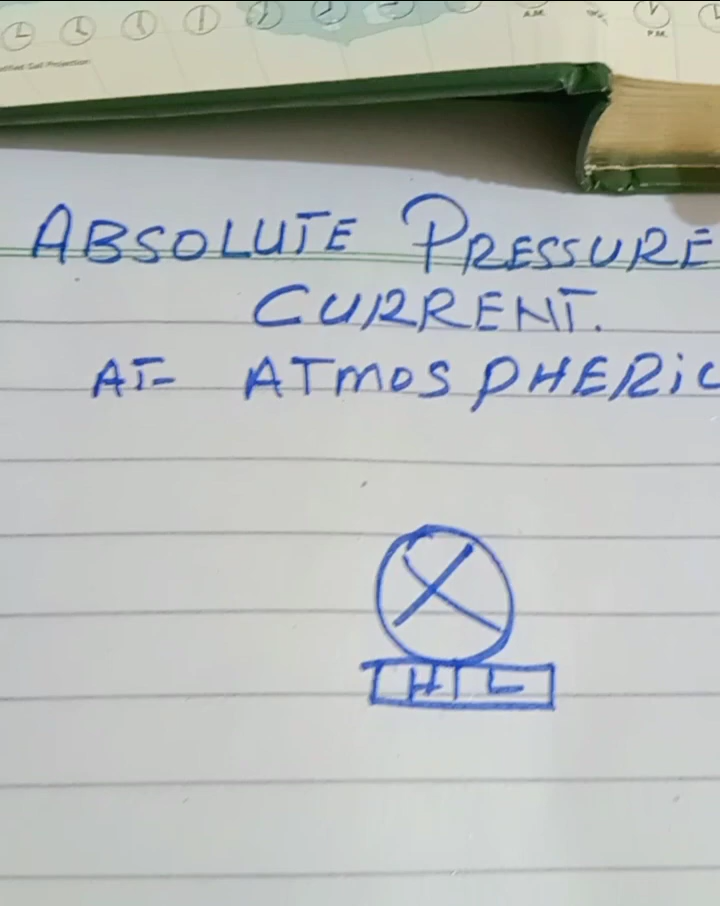 A.M.
P.M.
ABSOLUTE PRESSURE
CURRENT.
AT- ATMOSPHERIC
H L